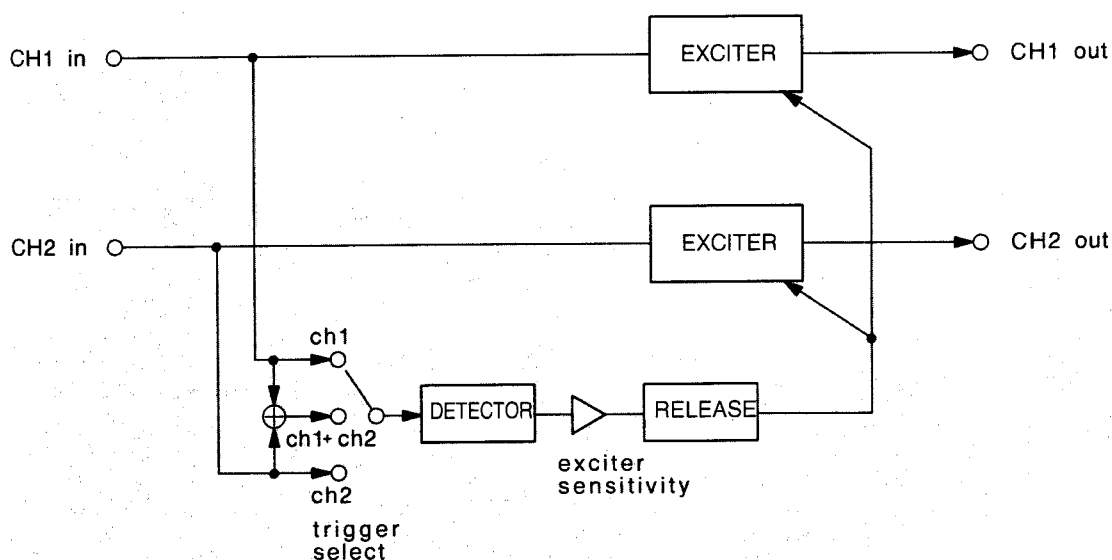 CH1 in
EXCITER
CH1 out
CH2 in
EXCITER
CH2 out
ch1
ch1+ ch2
ch2
trigger
select
DETECTOR
exciter
sensitivity
RELEASE